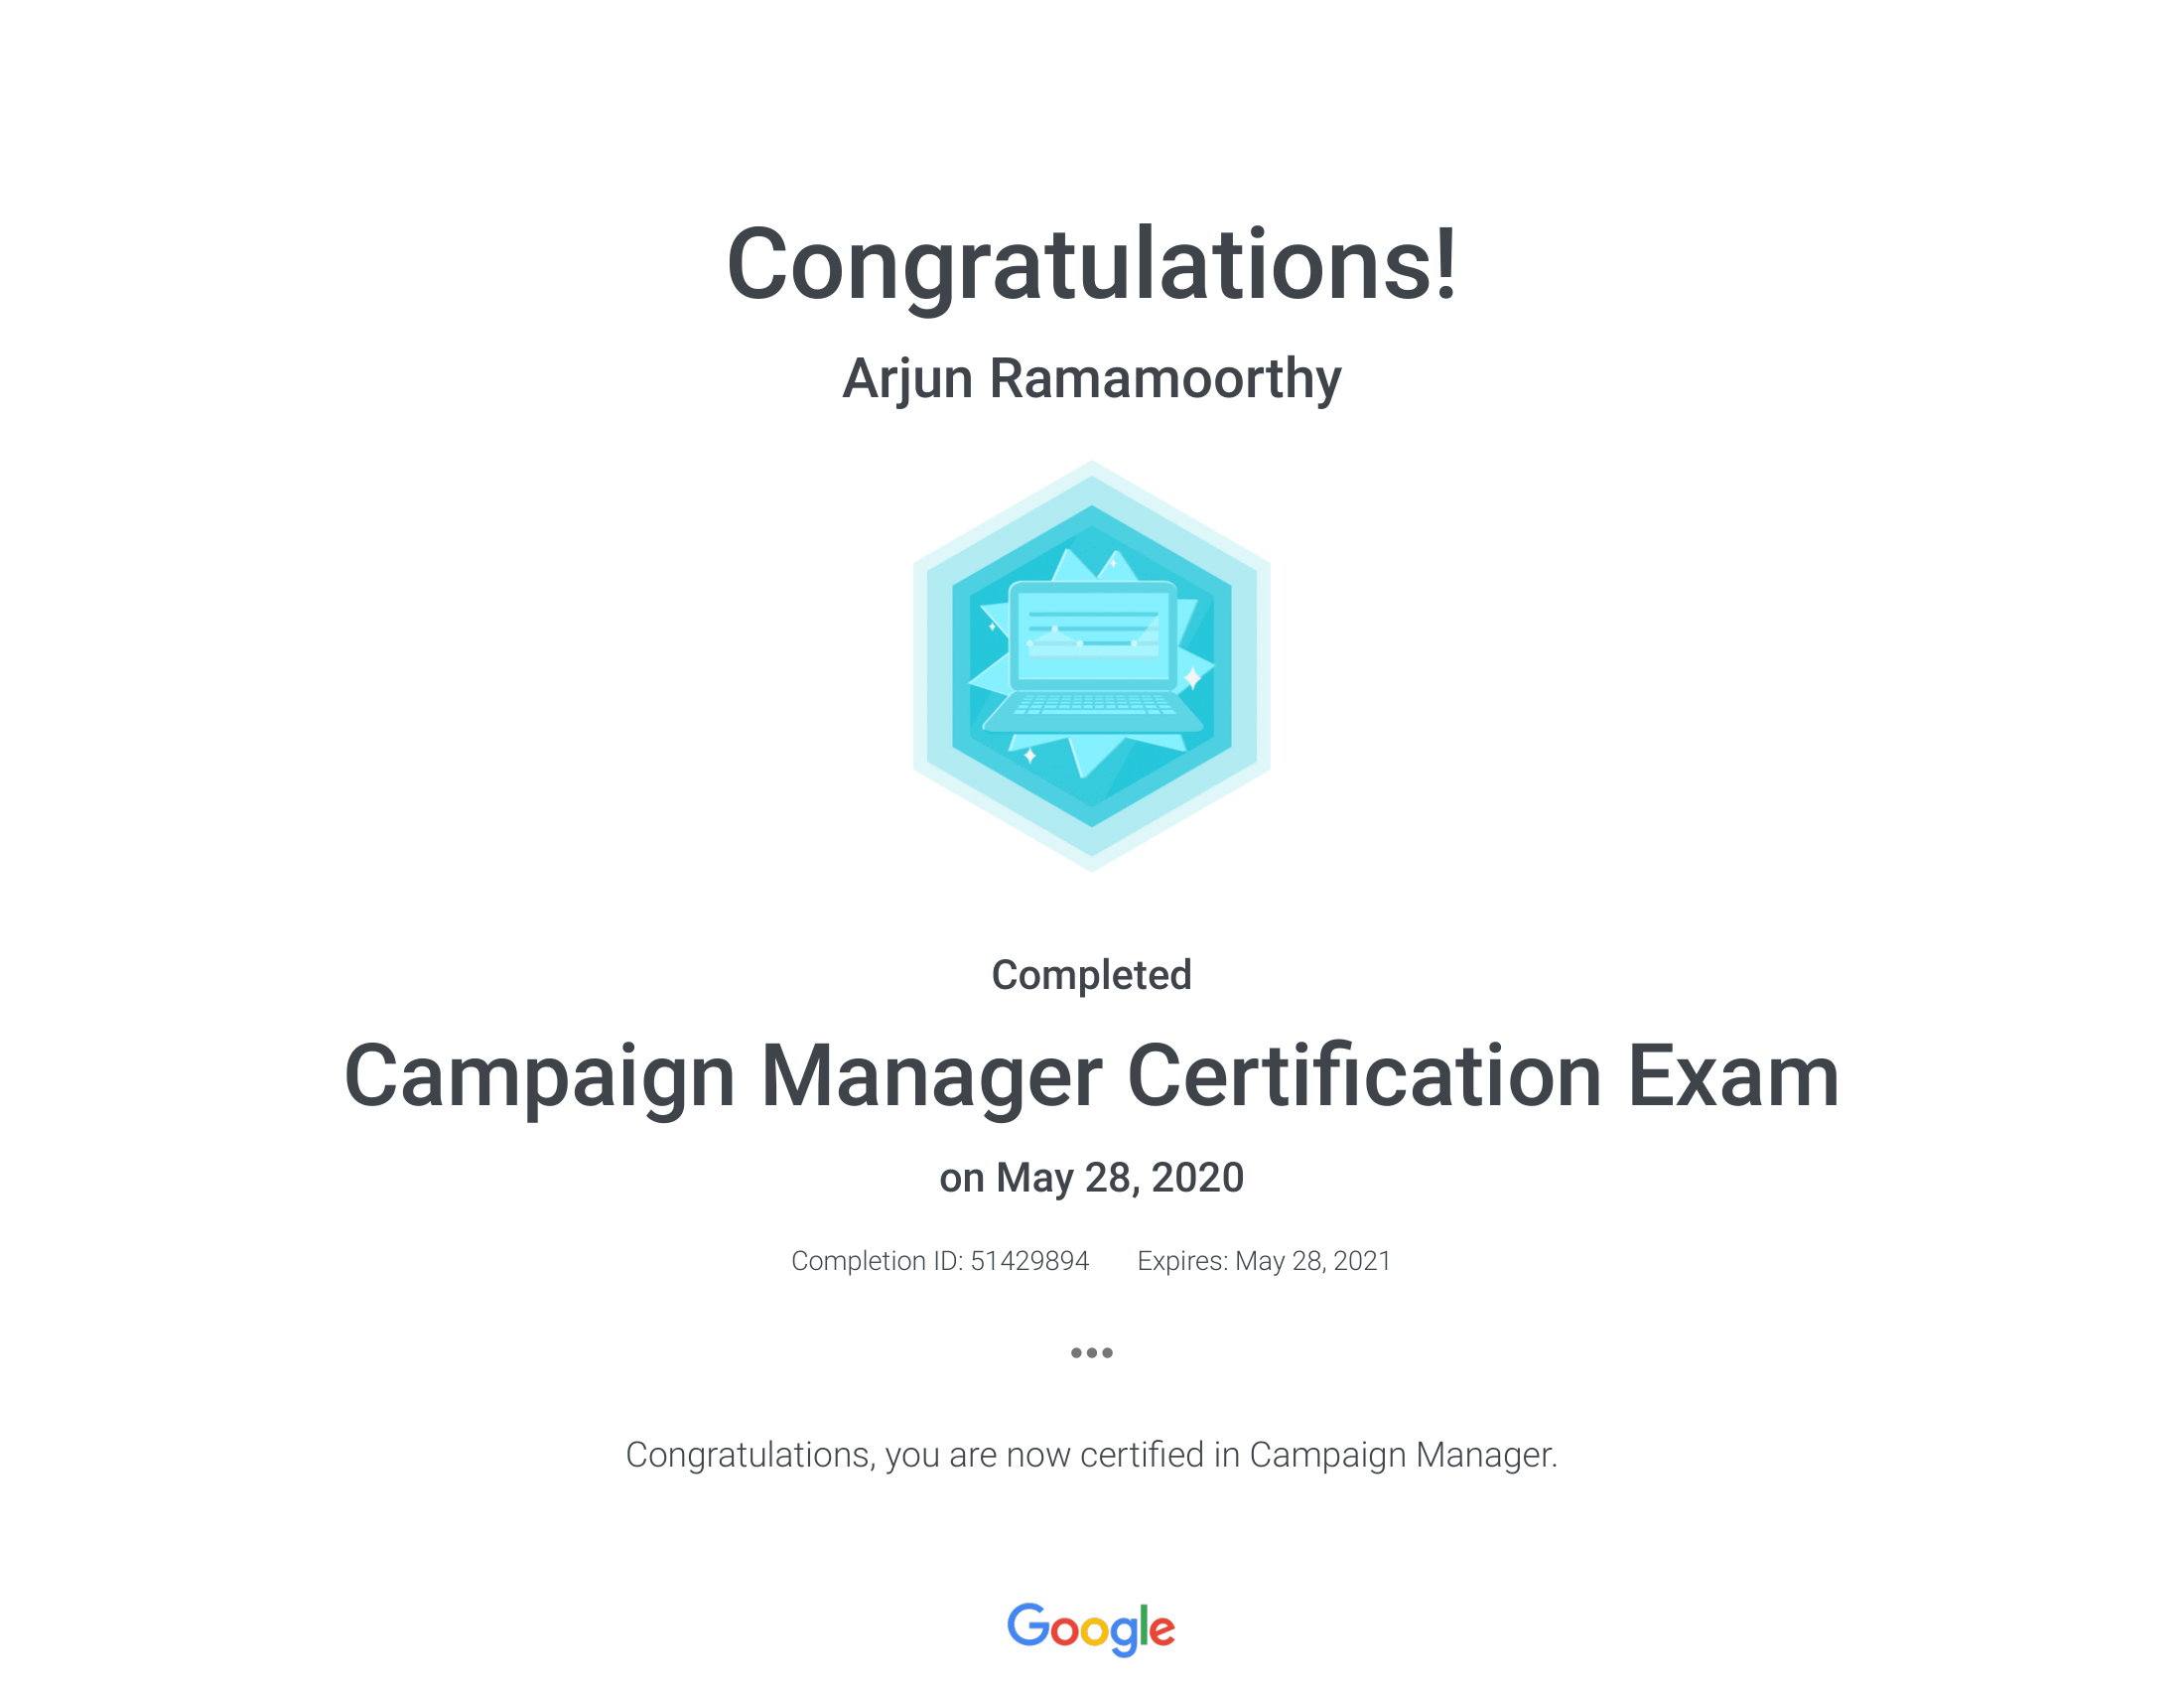 Congratulations!
Arjun Ramamoorthy
Completed
Campaign Manager Certification Exam
on May 28, 2020
Completion ID: 51429894 Expires: May 28, 2021
Congratulations, you are now certified in Campaign Manager.
Google